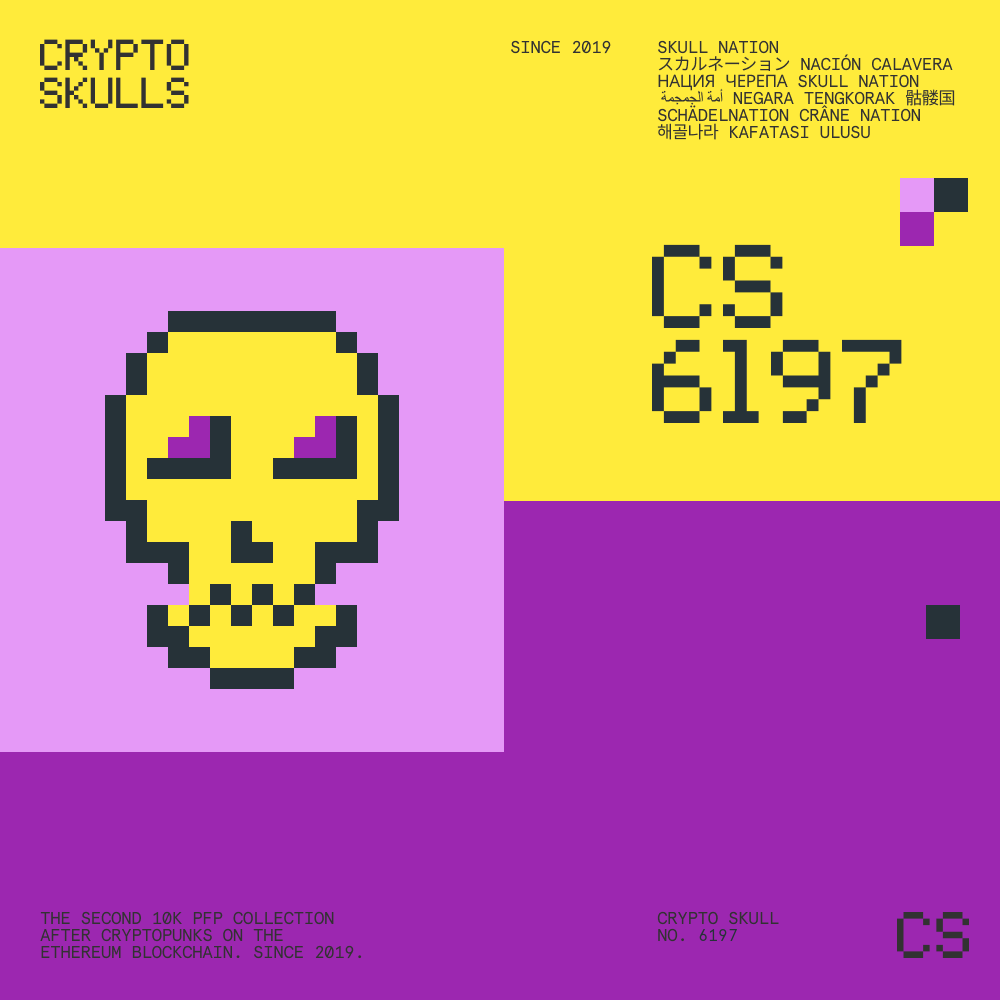 CRYPTO
SKULLS
SINCE 2019
SKULL NATION
スカルネーション NACIÓN CALAVERA
НАЦИЯ ЧЕРЕПА SKULL NATION
أمة الجمجمة NEGARA TENGKORAK 骷髅国
SCHÄDELNATION CRÂNE NATION
해골나라 KAFATASI ULUSU
CS
6197
THE SECOND 10K PFP COLLECTION
AFTER CRYPTOPUNKS ON THE
ETHEREUM BLOCKCHAIN. SINCE 2019.
CRYPTO SKULL
NO. 6197
CS